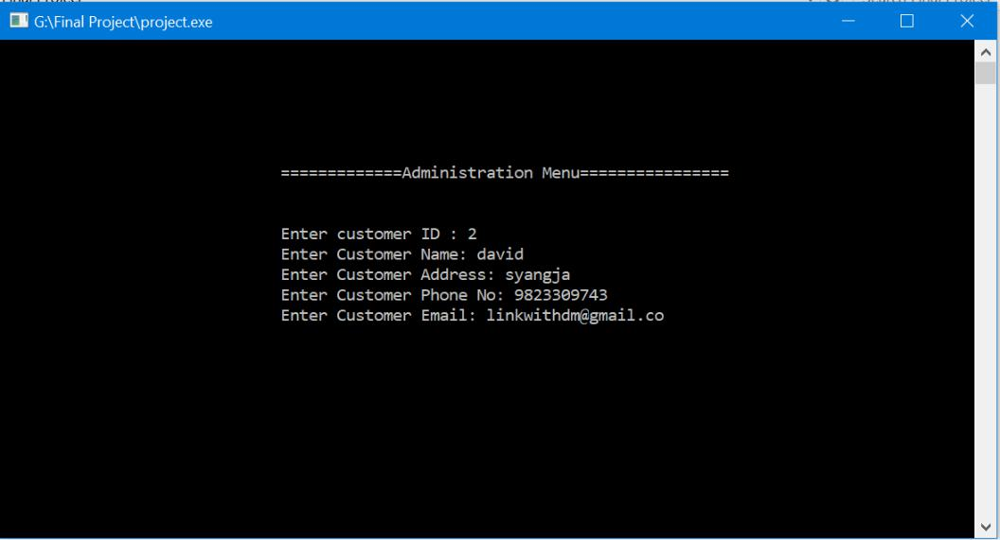 G:\Final Project\project.exe
=============Administration Menu================
Enter customer ID : 2
Enter Customer Name: david
Enter Customer Address: syangja
Enter Customer Phone No: 9823309743
Enter Customer Email: linkwithdm@gmail.co